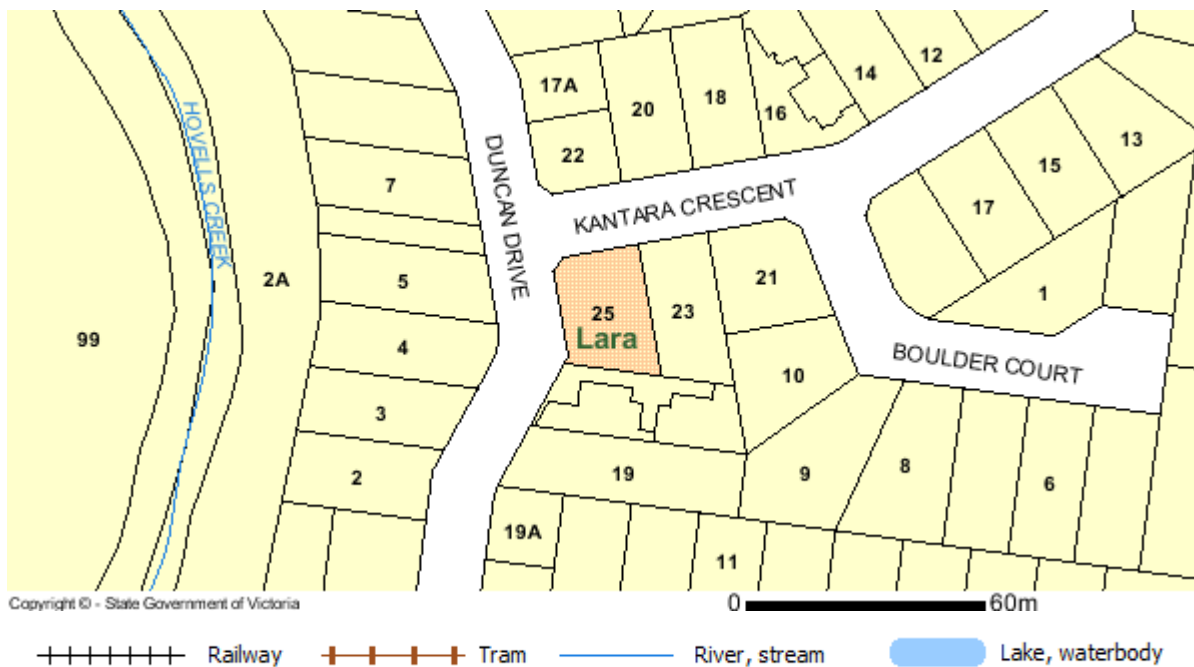 12
14
17A
20
18
16
22
HOVELLS CREEK
DUNCAN DRIVE
KANTARA CRESCENT
13
15
17
7
2A
5
25
Lara
23
21
1
99
4
10
BOULDER COURT
3
2
19
9
8
6
19A
11
Copyright © - State Government of Victoria
0 60m
Railway Tram River, stream Lake, waterbody